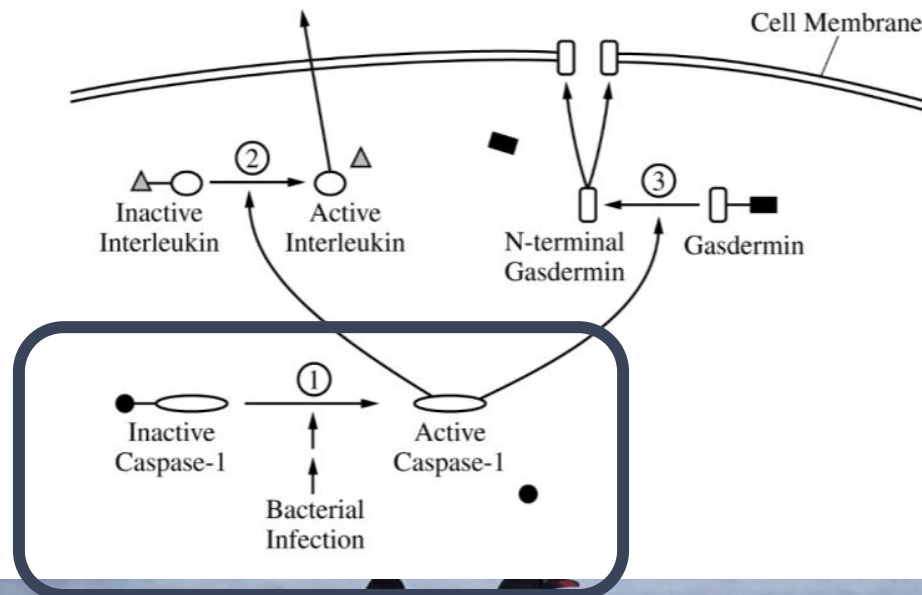 Cell Membrane
2
3
Inactive
Interleukin
Active
Interleukin
N-terminal
Gasdermin
Gasdermin
1
Inactive
Caspase-1
Active
Caspase-1
Bacterial
Infection